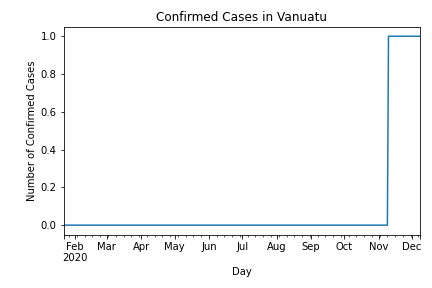 Confirmed Cases in Vanuatu
Number of Confirmed Cases
1.0
0.8
0.6
0.4
0.2
0.0
Feb Mar Apr May Jun Jul Aug Sep Oct Nov Dec
2020
Day